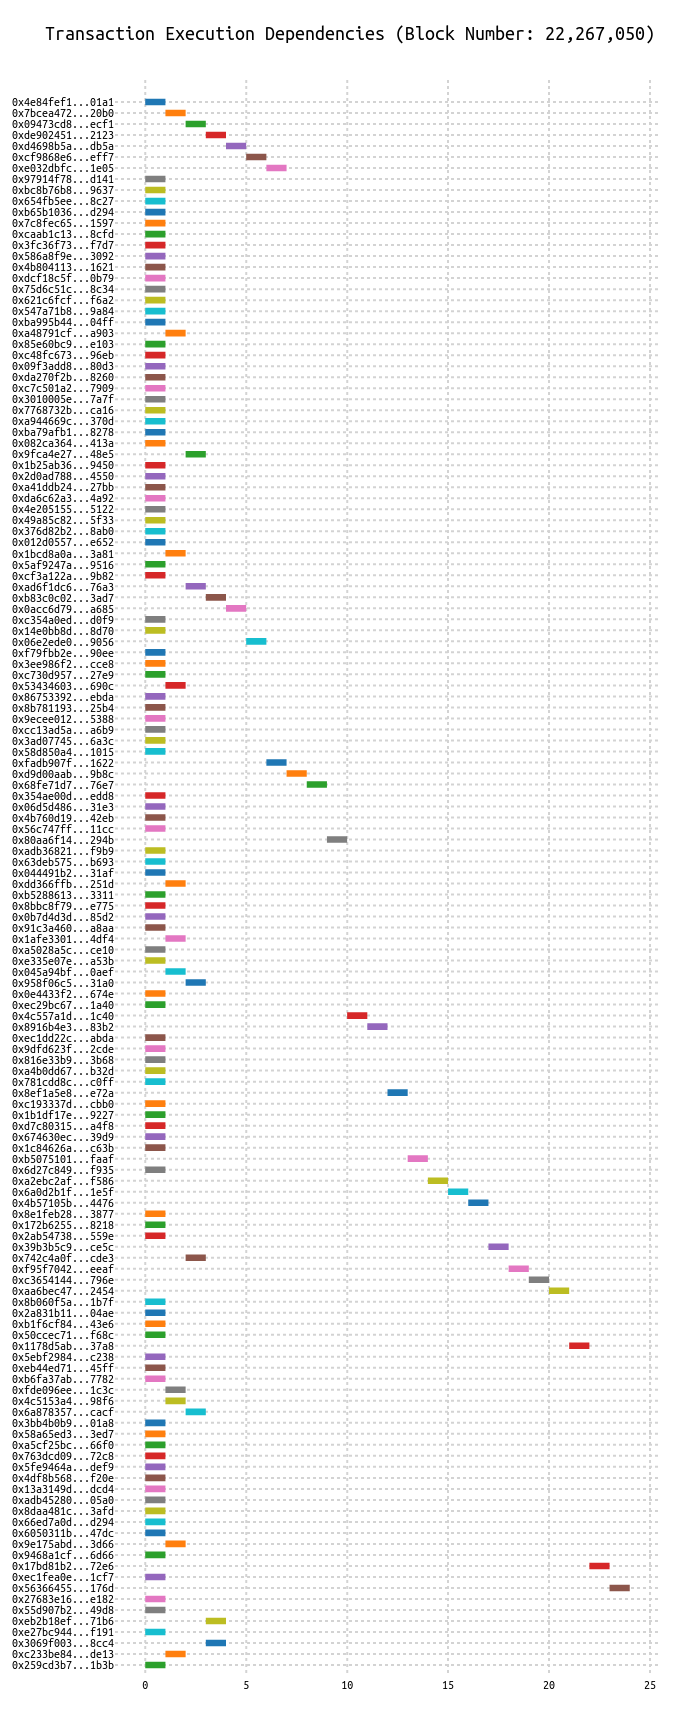 Transaction Execution Dependencies (Block Number: 22,267,050)
0x4e84fef1...01a1
0x7bcea472...20b0
0x09473cd8...ecf1
0xde902451...2123
0xd4698b5a...db5a
0xcf9868e6...eff7
0xe032dbfc...1e05
0x97914f78...d141
0xbc8b76b8...9637
0x654fb5ee...8c27
0xb65b1036...d294
0x7c8fec65...1597
0xcaab1c13...8cfd
0x3fc36f73...f7d7
0x586a8f9e...3092
0x4b804113...1621
0xdcf18c5f...0b79
0x75d6c51c...8c34
0x621c6fcf...f6a2
0x547a71b8...9a84
0xba995b44...04ff
0xa48791cf...a903
0x85e60bc9...e103
0xc48fc673...96eb
0x09f3add8...80d3
0xda270f2b...8260
0xc7c501a2...7909
0x3010005e...7a7f
0x7768732b...ca16
0xa944669c...370d
0xba79afb1...8278
0x082ca364...413a
0x9fca4e27...48e5
0x1b25ab36...9450
0x2d0ad788...4550
0xa41ddb24...27bb
0xda6c62a3...4a92
0x4e205155...5122
0x49a85c82...5f33
0x376d82b2...8ab0
0x012d0557...e652
0x1bcd8a0a...3a81
0x5af9247a...9516
0xcf3a122a...9b82
0xad6f1dc6...76a3
0xb83c0c02...3ad7
0x0acc6d79...a685
0xc354a0ed...d0f9
0x14e0bb8d...8d70
0x06e2ede0...9056
0xf79fbb2e...90ee
0x3ee986f2...cce8
0xc730d957...27e9
0x53434603...690c
0x86753392...ebda
0x8b781193...25b4
0x9ecee012...5388
0xcc13ad5a...a6b9
0x3ad07745...6a3c
0x58d850a4...1015
0xfadb907f...1622
0xd9d00aab...9b8c
0x68fe71d7...76e7
0x354ae00d...edd8
0x06d5d486...31e3
0x4b760d19...42eb
0x56c747ff...11cc
0x80aa6f14...294b
0xadb36821...f9b9
0x63deb575...b693
0x044491b2...31af
0xdd366ffb...251d
0xb5288613...3311
0x8bbc8f79...e775
0x0b7d4d3d...85d2
0x91c3a460...a8aa
0x1afe3301...4df4
0xa5028a5c...ce10
0xe335e07e...a53b
0x045a94bf...0aef
0x958f06c5...31a0
0x0e4433f2...674e
0xec29bc67...1a40
0x4c557a1d...1c40
0x8916b4e3...83b2
0xec1dd22c...abda
0x9dfd623f...2cde
0x816e33b9...3b68
0xa4b0dd67...b32d
0x781cdd8c...c0ff
0x8ef1a5e8...e72a
0xc193337d...cbb0
0x1b1df17e...9227
0xd7c80315...a4f8
0x674630ec...39d9
0x1c84626a...c63b
0xb5075101...faaf
0x6d27c849...f935
0xa2ebc2af...f586
0x6a0d2b1f...1e5f
0x4b57105b...4476
0x8e1feb28...3877
0x172b6255...8218
0x2ab54738...559e
0x39b3b5c9...ce5c
0x742c4a0f...cde3
0xf95f7042...eeaf
0xc3654144...796e
0xaa6bec47...2454
0x8b060f5a...1b7f
0x2a831b11...04ae
0xb1f6cf84...43e6
0x50ccec71...f68c
0x1178d5ab...37a8
0x5ebf2984...c238
0xeb44ed71...45ff
0xb6fa37ab...7782
0xfde096ee...1c3c
0x4c5153a4...98f6
0x6a878357...cacf
0x3bb4b0b9...01a8
0x58a65ed3...3ed7
0xa5cf25bc...66f0
0x763dcd09...72c8
0x5fe9464a...def9
0x4df8b568...f20e
0x13a3149d...dcd4
0xadb45280...05a0
0x8daa481c...3afd
0x66ed7a0d...d294
0x6050311b...47dc
0x9e175abd...3d66
0x9468a1cf...6d66
0x17bd81b2...72e6
0xec1fea0e...1cf7
0x56366455...176d
0x27683e16...e182
0x55d907b2...49d8
0xeb2b18ef...71b6
0xe27bc944...f191
0x3069f003...8cc4
0xc233be84...de13
0x259cd3b7...1b3b
0 5 10 15 20 25